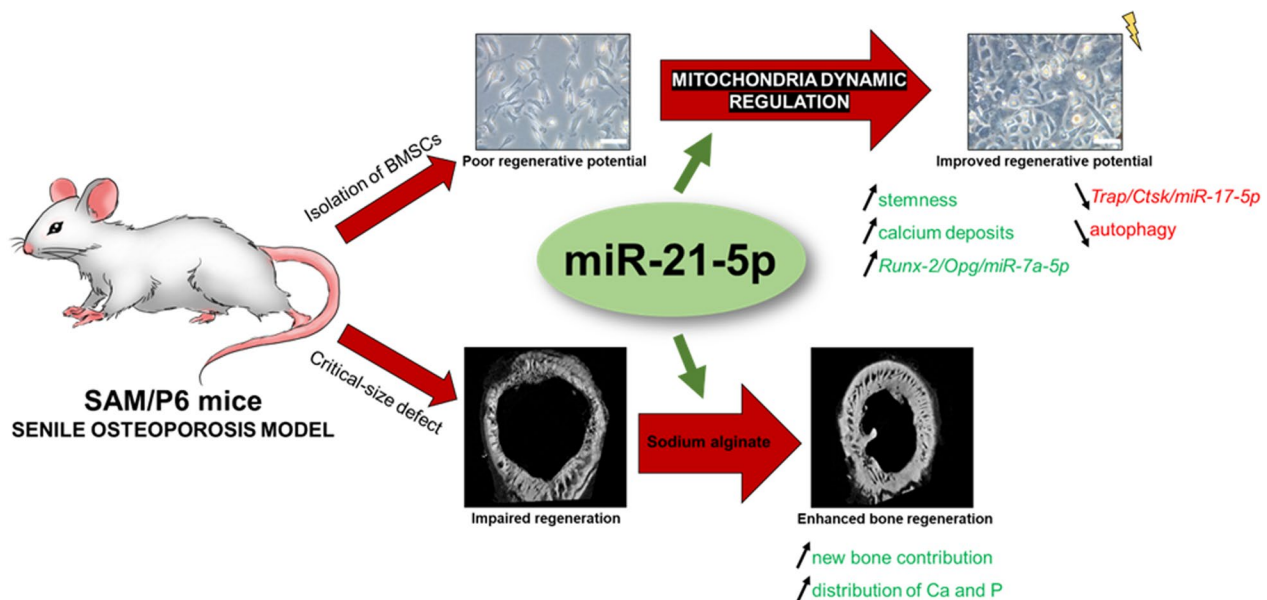 MITOCHONDRIA DYNAMIC
REGULATION
Poor regenerative potential
Improved regenerative potential
Isolation of BMSCs
stemness
calcium deposits
Runx-2/Opg/miR-7a-5p
Trap/Ctsk/miR-17-5p
autophagy
miR-21-5p
SAM/P6 mice
SENILE OSTEOPOROSIS MODEL
Critical-size defect
Sodium alginate
Impaired regeneration
Enhanced bone regeneration
new bone contribution
distribution of Ca and P